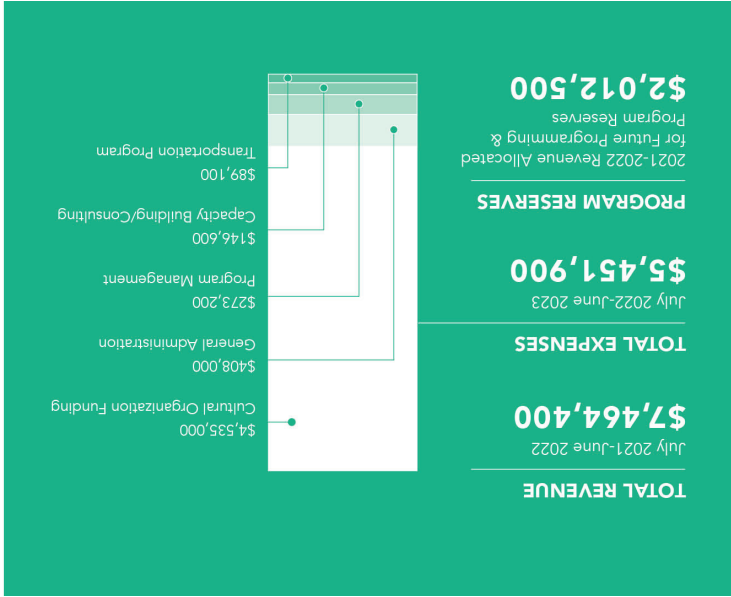 TOTAL REVENUE
July 2021-June 2022
$7,464,400
TOTAL EXPENSES
July 2022-June 2023
$5,451,900
PROGRAM RESERVES
2021-2022 Revenue Allocated
for Future Programming &
Program Reserves
$2,012,500
$4,535,000
Cultural Organization Funding
$408,000
General Administration
$273,200
Program Management
$146,600
Capacity Building/Consulting
$89,100
Transportation Program